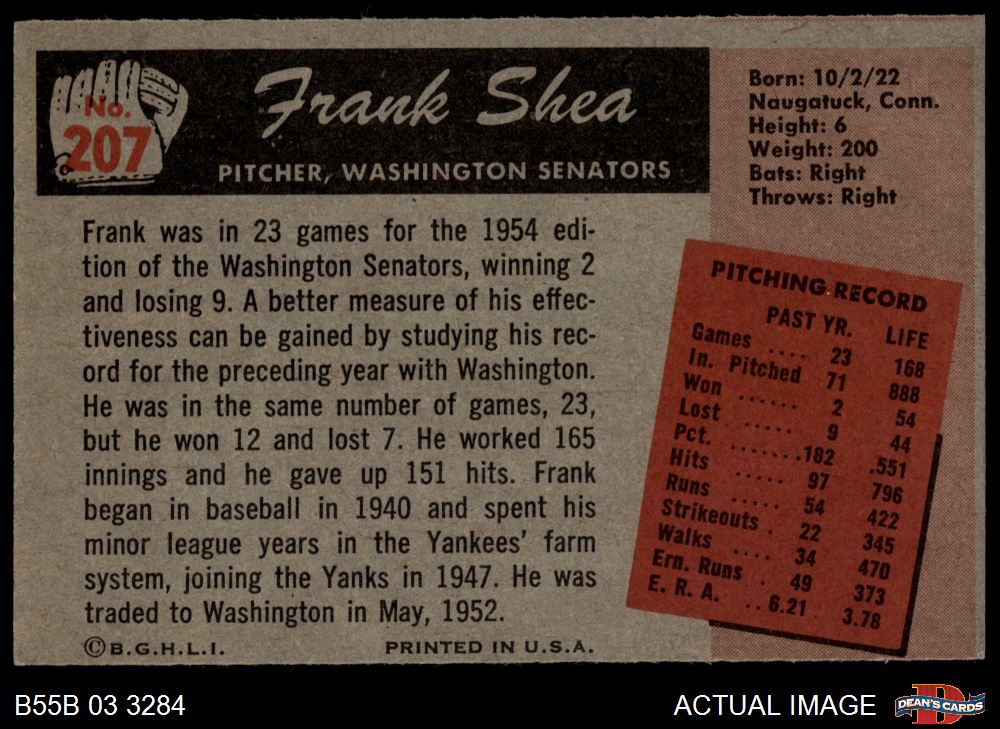 No.
207
Frank Shea
PITCHER, WASHINGTON SENATORS
Born: 10/2/22
Naugatuck, Conn.
Height: 6
Weight: 200
Bats: Right
Throws: Right
Frank was in 23 games for the 1954 edi-
tion of the Washington Senators, winning 2
and losing 9. A better measure of his effec-
tiveness can be gained by studying his rec-
ord for the preceding year with Washington.
He was in the same number of games, 23,
but he won 12 and lost 7. He worked 165
innings and he gave up 151 hits. Frank
began in baseball in 1940 and spent his
minor league years in the Yankees' farm
system, joining the Yanks in 1947. He was
traded to Washington in May, 1952.
©B.G.H.L.I. PRINTED IN U.S.A.
PITCHING RECORD
PAST YR. LIFE
Games .... 23 168
In. Pitched 71 888
Won ...... 2 54
Lost ..... 9 44
Pct. .......182 .551
Hits ..... 97 796
Runs ..... 54 422
Strikeouts . 22 345
Walks .... 34 470
Ern. Runs . 49 373
E. R. A. .. 6.21 3.78
B55B 03 3284 ACTUAL IMAGE
D
DEAN'S CARDS